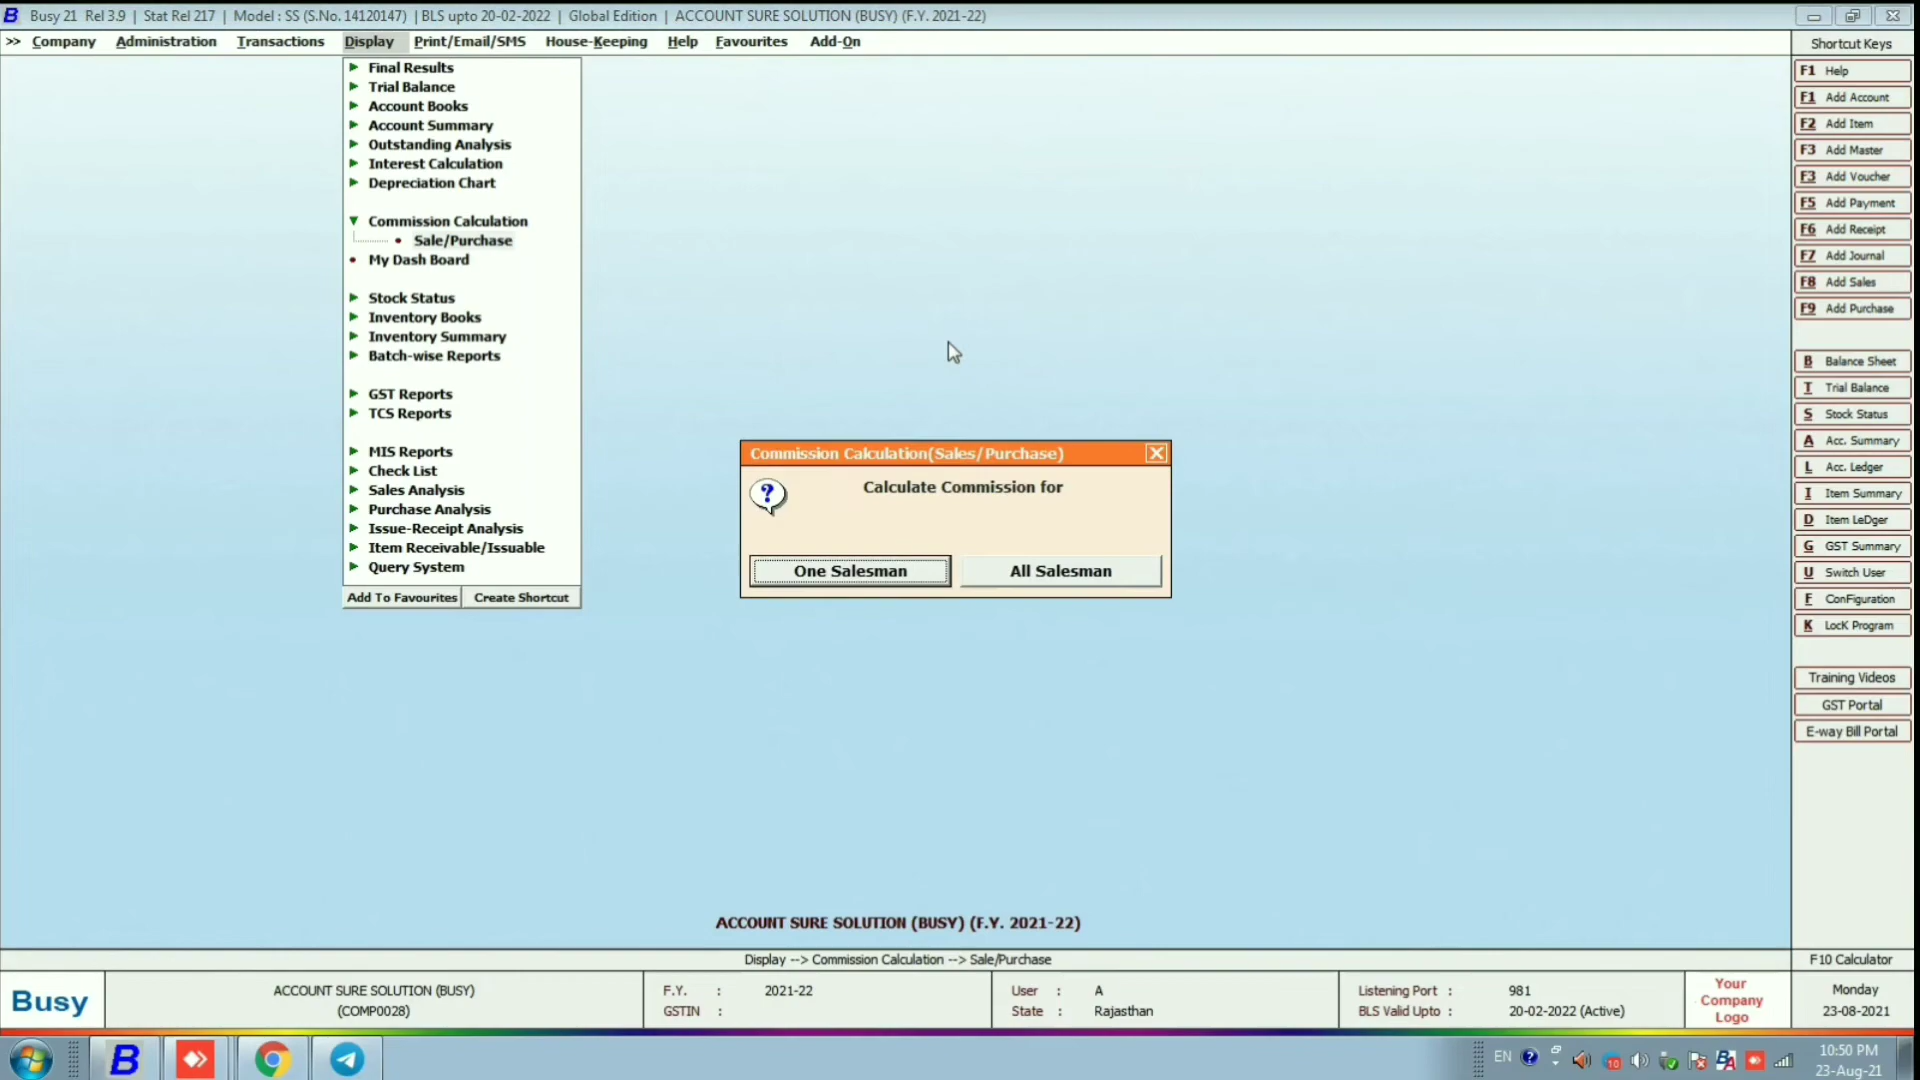 Busy 21 Rel 3.9 | Stat Rel 217 | Model : SS (S.No. 14120147) | BLS upto 20-02-2022 | Global Edition | ACCOUNT SURE SOLUTION (BUSY) (F.Y. 2021-22)
>> Company Administration Transactions Display Print/Email/SMS House-Keeping Help Favourites Add-On
Final Results
Trial Balance
Account Books
Account Summary
Outstanding Analysis
Interest Calculation
Depreciation Chart
Commission Calculation
Sale/Purchase
My Dash Board
Stock Status
Inventory Books
Inventory Summary
Batch-wise Reports
GST Reports
TCS Reports
MIS Reports
Check List
Sales Analysis
Purchase Analysis
Issue-Receipt Analysis
Item Receivable/Issuable
Query System
Add To Favourites Create Shortcut
Commission Calculation(Sales/Purchase)
Calculate Commission for
One Salesman All Salesman
Shortcut Keys
F1 Help
F1 Add Account
F2 Add Item
F3 Add Master
F3 Add Voucher
F5 Add Payment
F6 Add Receipt
F7 Add Journal
F8 Add Sales
F9 Add Purchase
B Balance Sheet
T Trial Balance
S Stock Status
A Acc. Summary
L Acc. Ledger
I Item Summary
D Item LeDger
G GST Summary
U Switch User
F ConFiguration
K LocK Program
Training Videos
GST Portal
E-way Bill Portal
ACCOUNT SURE SOLUTION (BUSY) (F.Y. 2021-22)
Display --> Commission Calculation --> Sale/Purchase
F10 Calculator
Busy
ACCOUNT SURE SOLUTION (BUSY)
(COMP0028)
F.Y. : 2021-22
GSTIN :
User : A
State : Rajasthan
Listening Port : 981
BLS Valid Upto : 20-02-2022 (Active)
Your
Company
Logo
Monday
23-08-2021
EN
10:50 PM
23-Aug-21